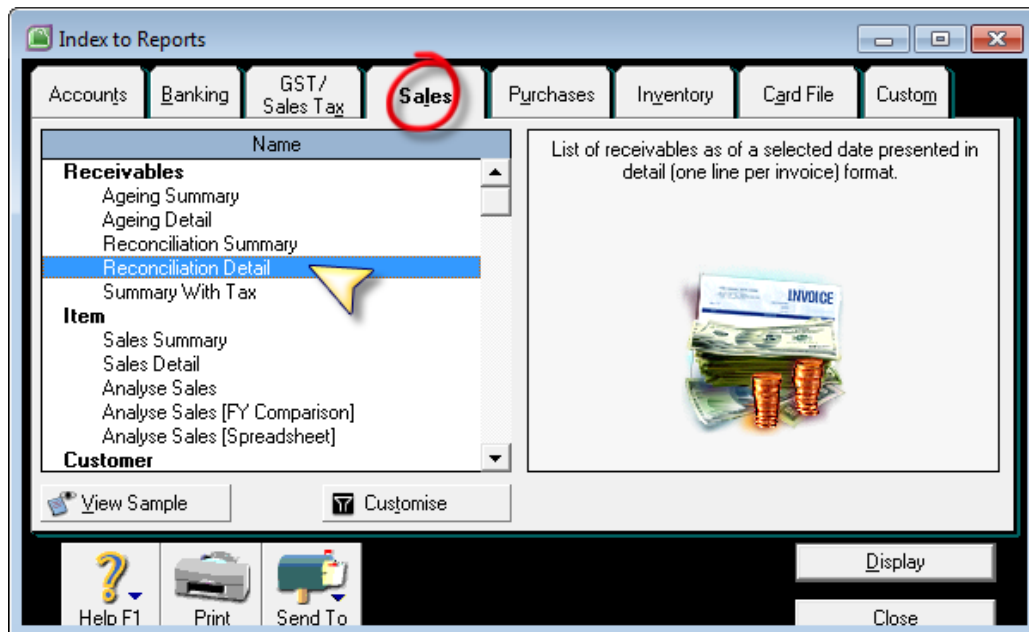 Index to Reports
Accounts
Banking
GST/
Sales Tax
Sales
Purchases
Inventory
Card File
Custom
Name
Receivables
Ageing Summary
Ageing Detail
Reconciliation Summary
Reconciliation Detail
Summary With Tax
Item
Sales Summary
Sales Detail
Analyse Sales
Analyse Sales [FY Comparison]
Analyse Sales [Spreadsheet]
Customer
List of receivables as of a selected date presented in
detail (one line per invoice) format.
INVOICE
View Sample
Customise
Help F1
Print
Send To
Display
Close